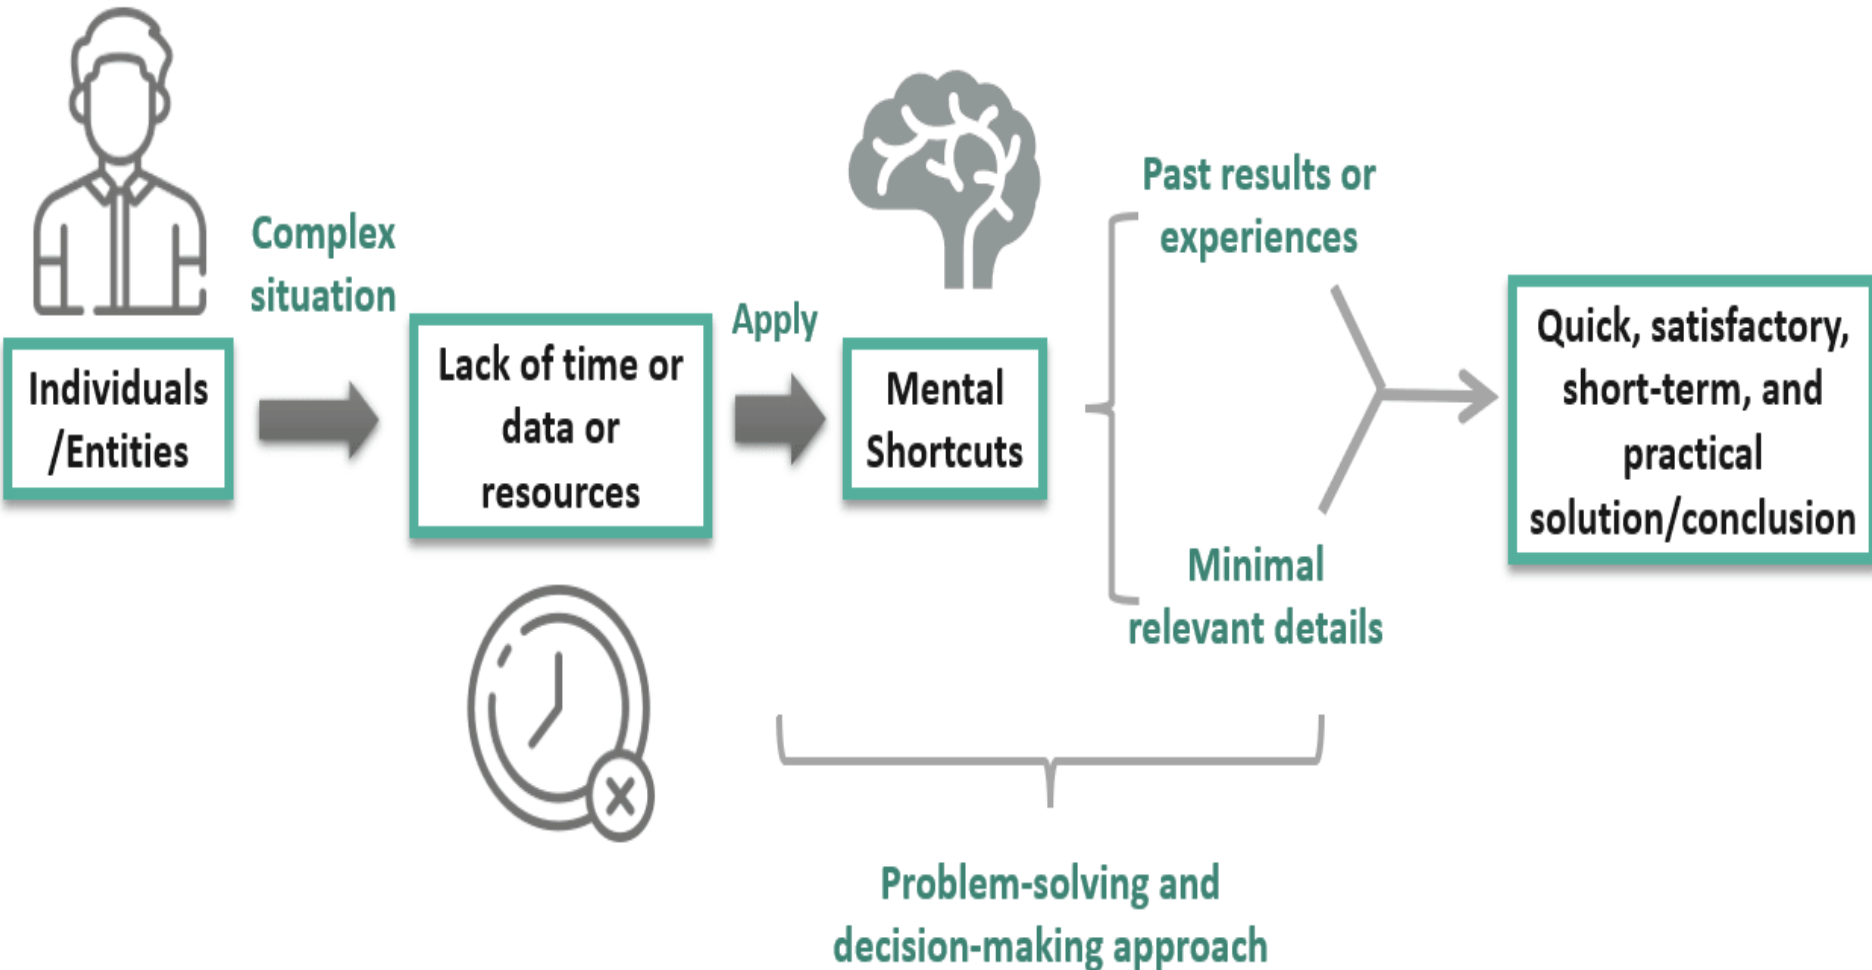 Complex
situation
Individuals
/Entities
Lack of time or
data or
resources
Apply
Mental
Shortcuts
Past results or
experiences
Minimal
relevant details
Quick, satisfactory,
short-term, and
practical
solution/conclusion
Problem-solving and
decision-making approach